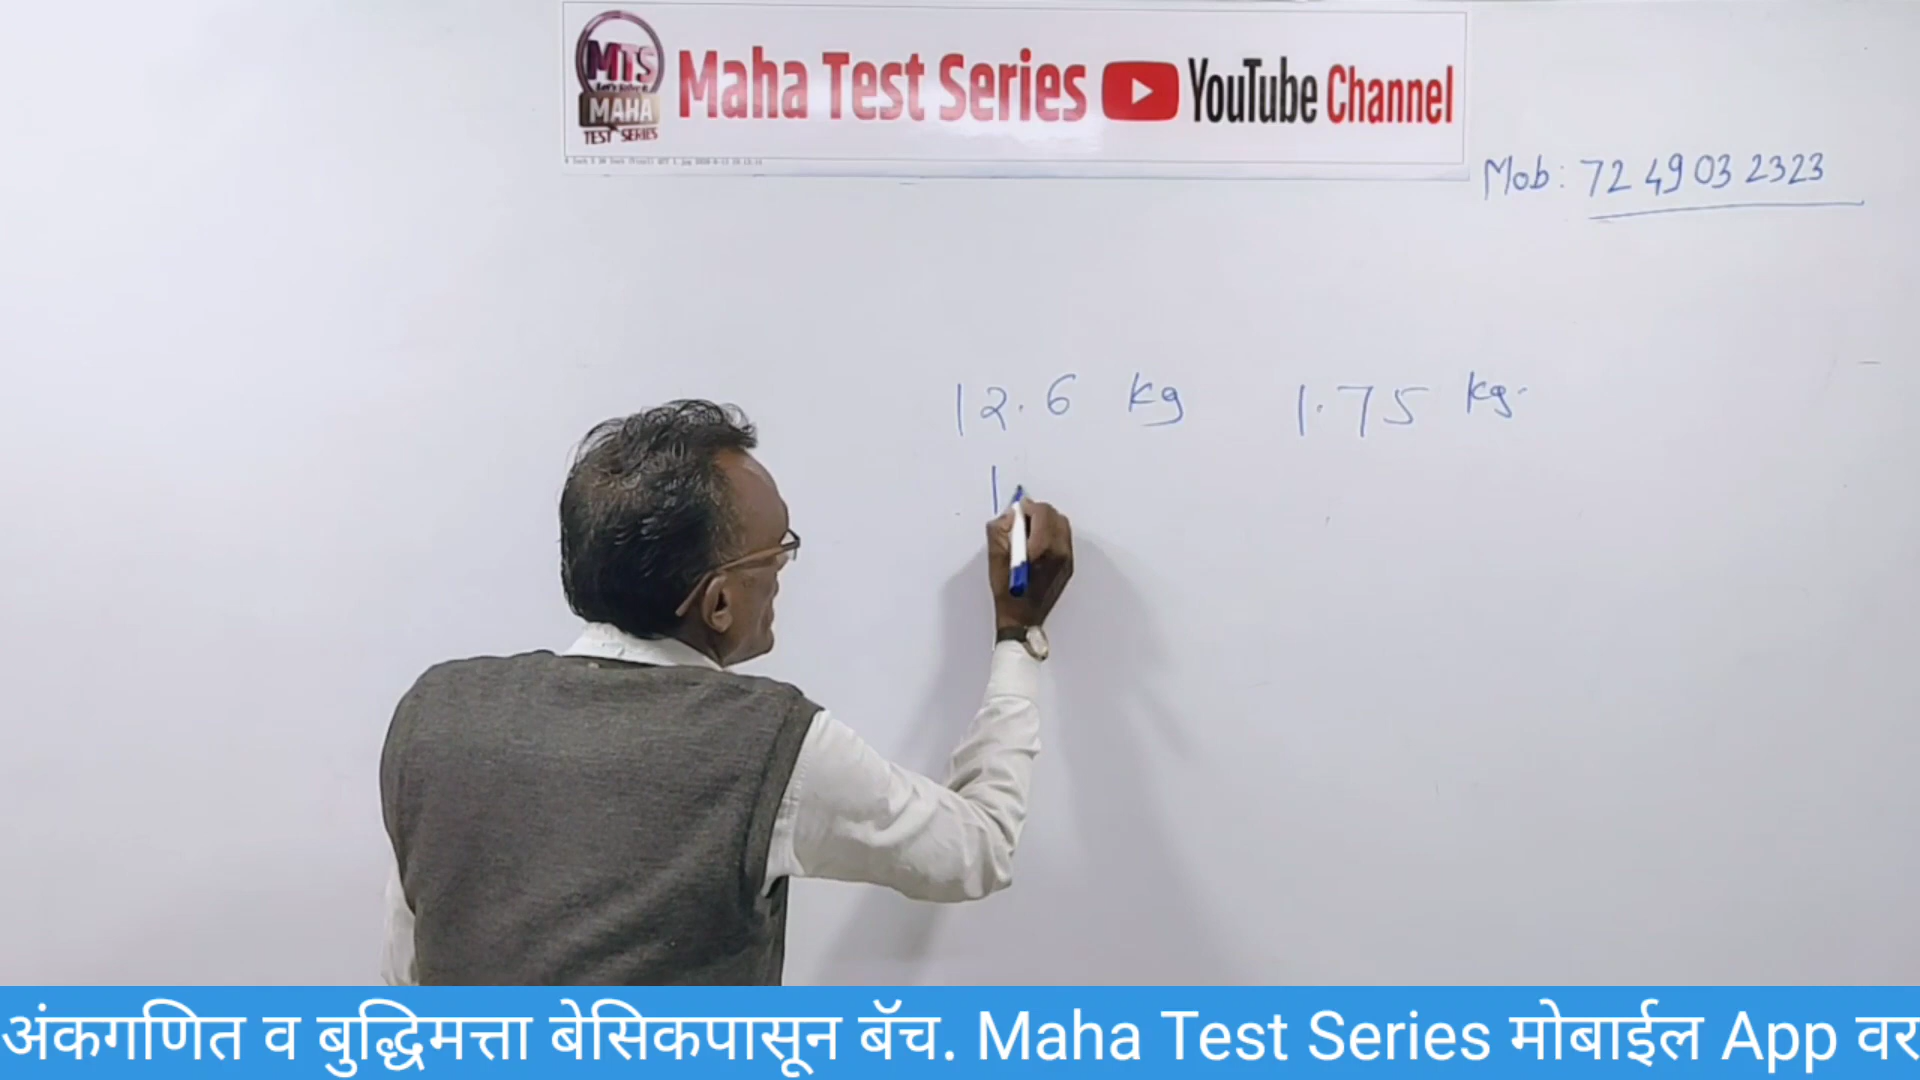 MTS
MAHA
TEST SERIES
Maha Test Series YouTube Channel
Mob: 72 49 03 2323
12.6 kg 1.75 kg.
1
अंकगणित व बुद्धिमत्ता बेसिकपासून बॅच. Maha Test Series मोबाईल App वर